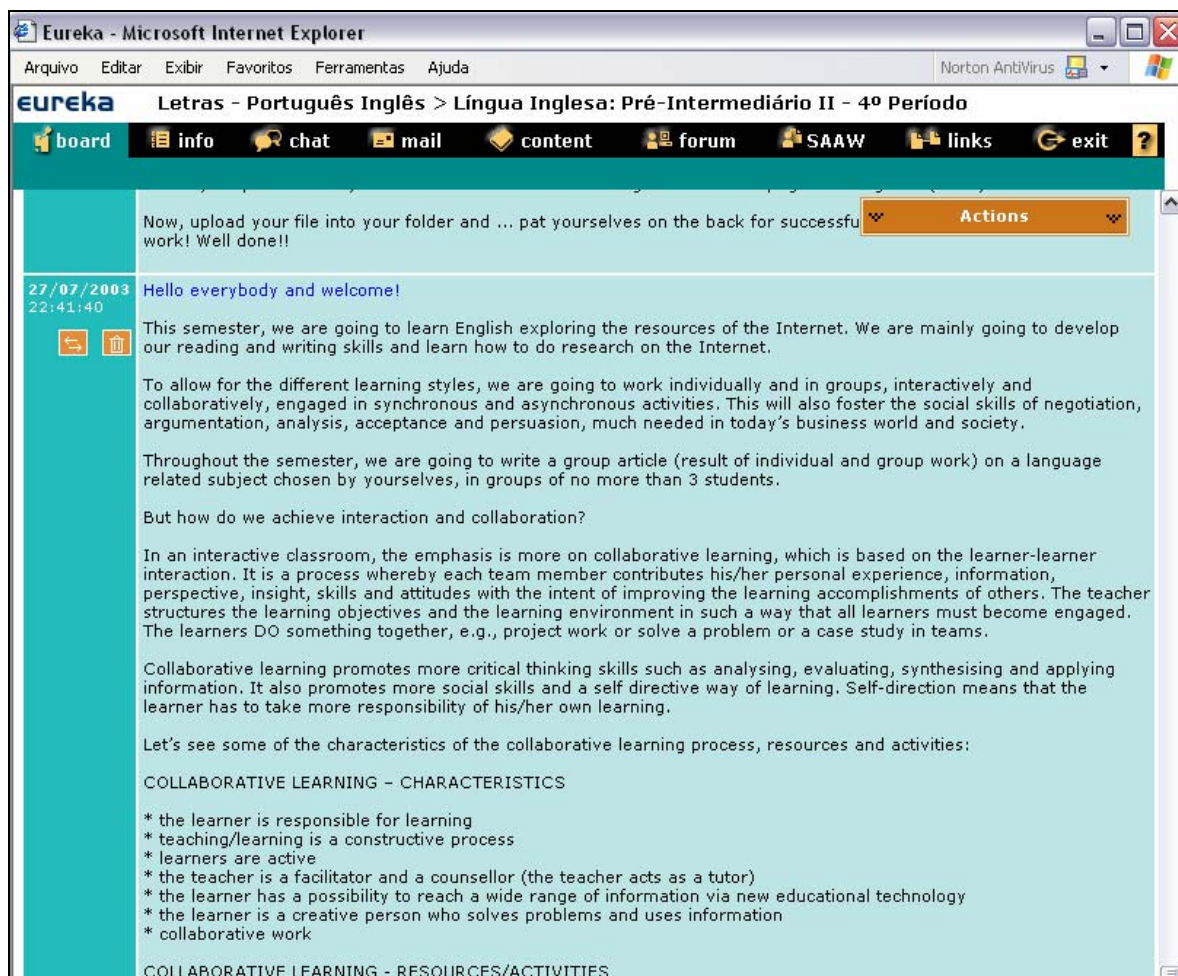 Eureka - Microsoft Internet Explorer
Arquivo Editar Exibir Favoritos Ferramentas Ajuda Norton AntiVirus
eureka Letras - Português Inglês > Língua Inglesa: Pré-Intermediário II - 4º Período
board info chat mail content forum SAAW links exit ?
Actions
Now, upload your file into your folder and ... pat yourselves on the back for
work! Well done!!
27/07/2003
22:41:40
Hello everybody and welcome!
This semester, we are going to learn English exploring the resources of the Internet. We are mainly going to develop
our reading and writing skills and learn how to do research on the Internet.
To allow for the different learning styles, we are going to work individually and in groups, interactively and
collaboratively, engaged in synchronous and asynchronous activities. This will also foster the social skills of negotiation,
argumentation, analysis, acceptance and persuasion, much needed in today's business world and society.
Throughout the semester, we are going to write a group article (result of individual and group work) on a language
related subject chosen by yourselves, in groups of no more than 3 students.
But how do we achieve interaction and collaboration?
In an interactive classroom, the emphasis is more on collaborative learning, which is based on the learner-learner
interaction. It is a process whereby each team member contributes his/her personal experience, information,
perspective, insight, skills and attitudes with the intent of improving the learning accomplishments of others. The teacher
structures the learning objectives and the learning environment in such a way that all learners must become engaged.
The learners DO something together, e.g., project work or solve a problem or a case study in teams.
Collaborative learning promotes more critical thinking skills such as analysing, evaluating, synthesising and applying
information. It also promotes more social skills and a self directive way of learning. Self-direction means that the
learner has to take more responsibility of his/her own learning.
Let's see some of the characteristics of the collaborative learning process, resources and activities:
COLLABORATIVE LEARNING – CHARACTERISTICS
* the learner is responsible for learning
* teaching/learning is a constructive process
* learners are active
* the teacher is a facilitator and a counsellor (the teacher acts as a tutor)
* the learner has a possibility to reach a wide range of information via new educational technology
* the learner is a creative person who solves problems and uses information
* collaborative work
COLLABORATIVE LEARNING - RESOURCES/ACTIVITIES